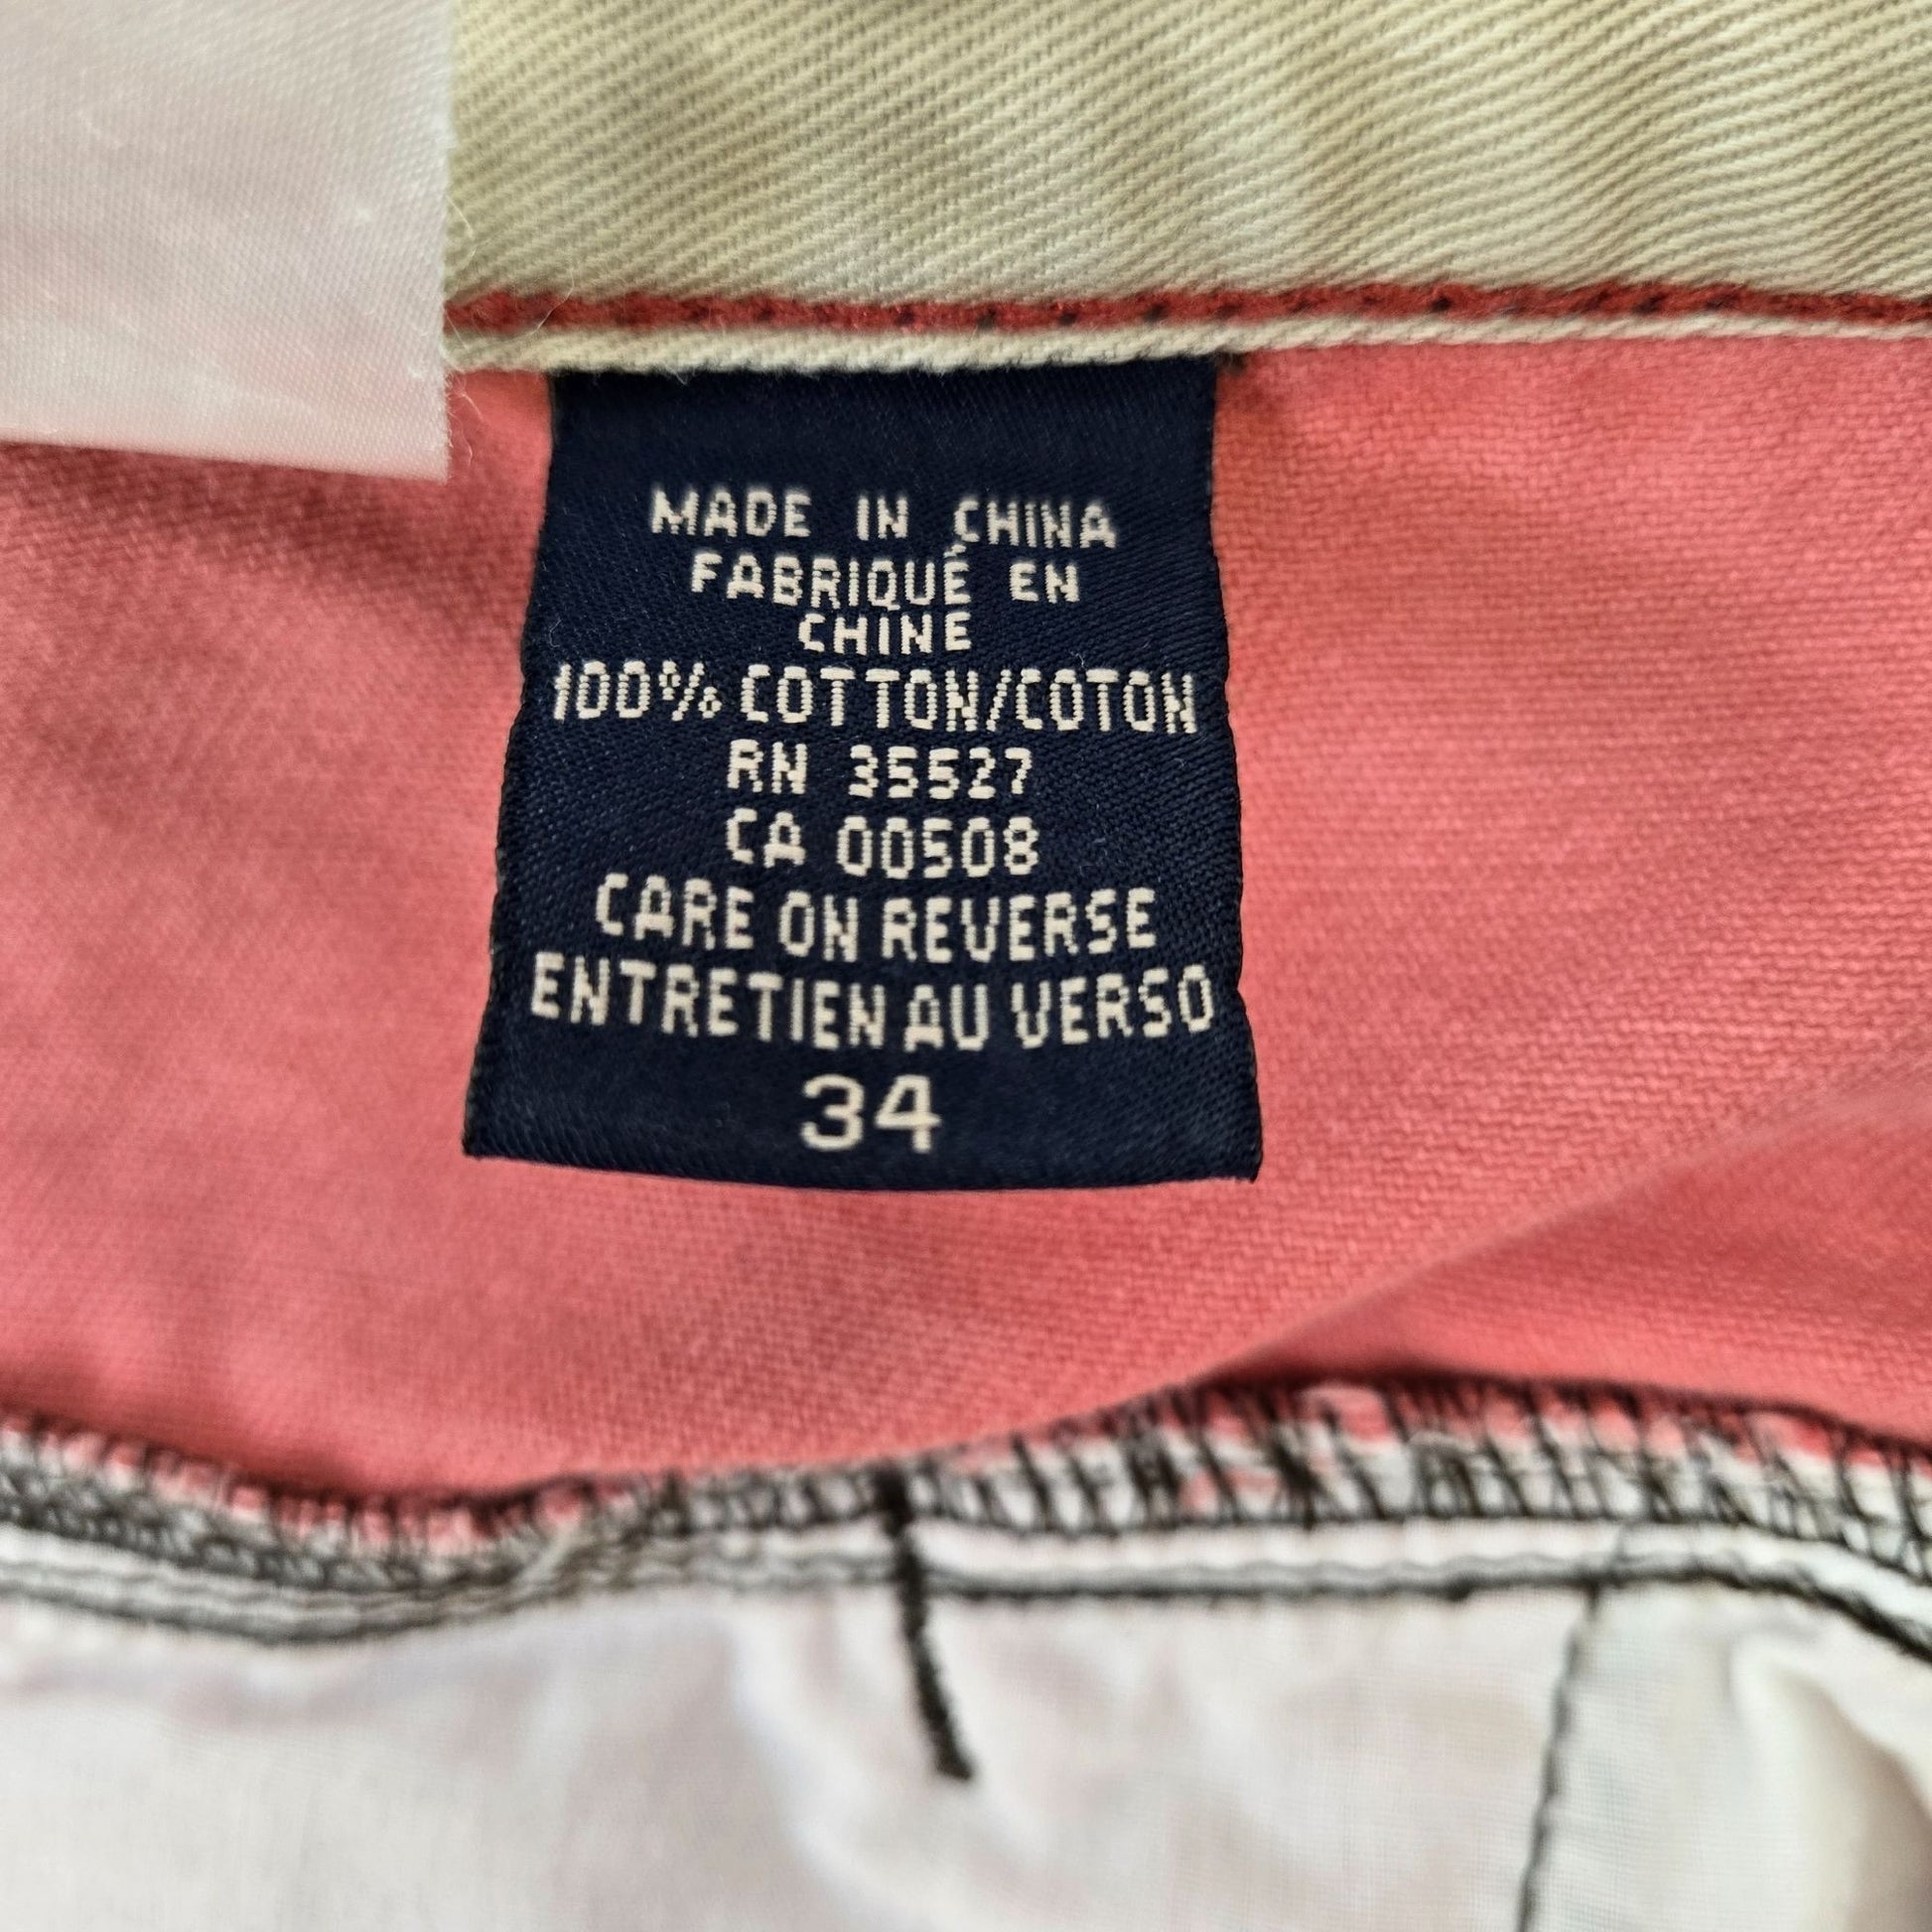 MADE IN CHINA
FABRIQUÉ EN
CHINE
100% COTTON/COTON
RN 35527
CA 00508
CARE ON REVERSE
ENTRETIEN AU VERSO
34